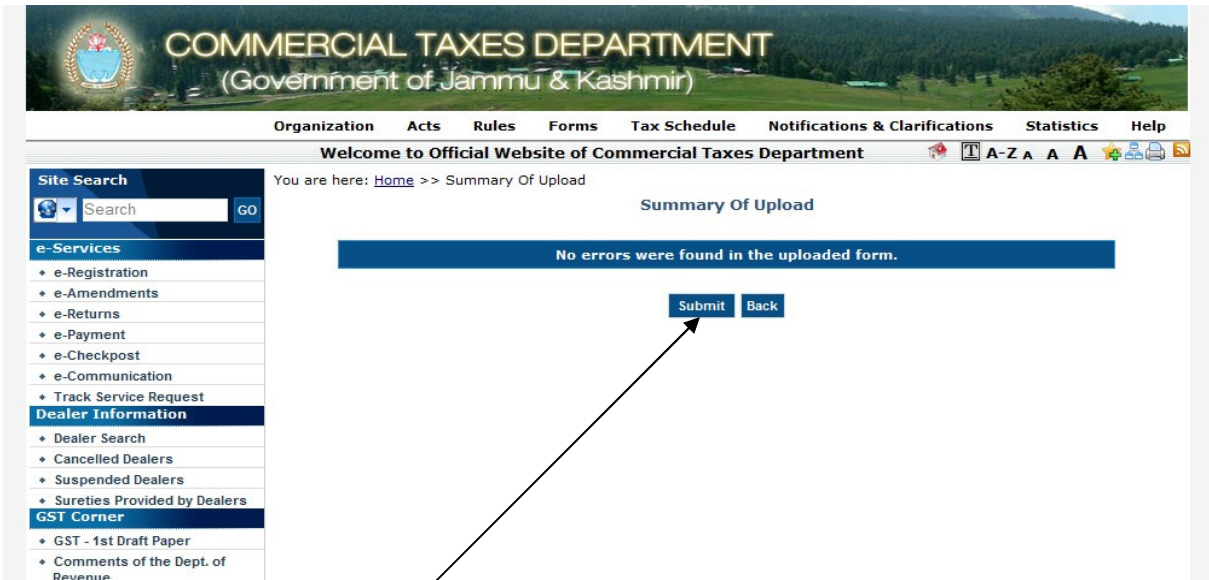 COMMERCIAL TAXES DEPARTMENT
(Government of Jammu & Kashmir)
Organization Acts Rules Forms Tax Schedule Notifications & Clarifications Statistics Help
Welcome to Official Website of Commercial Taxes Department
T A-Z A A A
Site Search
Search GO
e-Services
e-Registration
e-Amendments
e-Returns
e-Payment
e-Checkpost
e-Communication
Track Service Request
Dealer Information
Dealer Search
Cancelled Dealers
Suspended Dealers
Sureties Provided by Dealers
GST Corner
GST - 1st Draft Paper
Comments of the Dept. of
Revenue
You are here: Home >> Summary Of Upload
Summary Of Upload
No errors were found in the uploaded form.
Submit Back